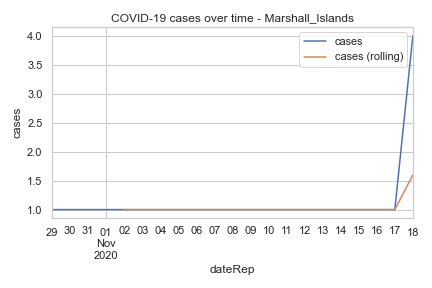 COVID-19 cases over time - Marshall_Islands
cases
cases (rolling)
4.0
3.5
3.0
2.5
2.0
1.5
1.0
cases
29 30 31 01 02 03 04 05 06 07 08 09 10 11 12 13 14 15 16 17 18
Nov
2020
dateRep